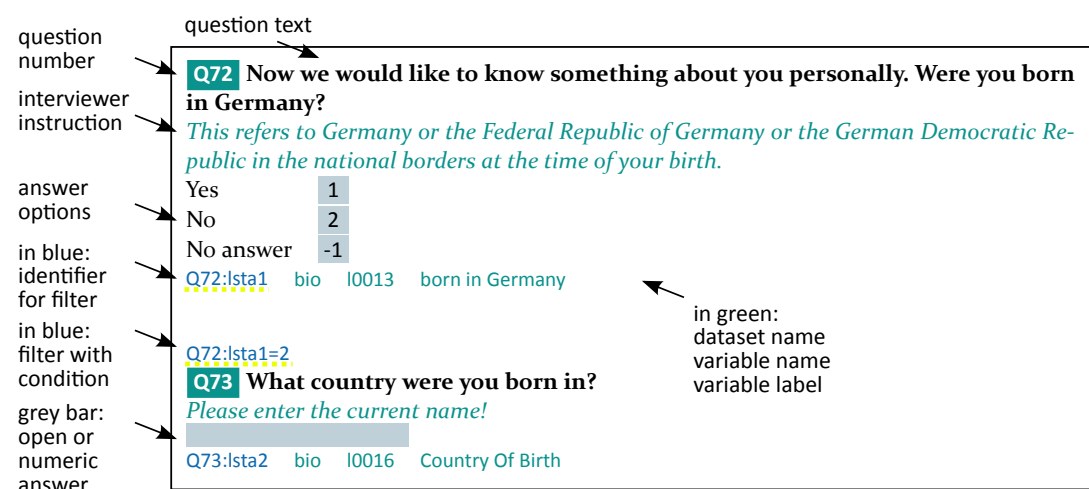 question text
question
number
interviewer
instruction
answer
options
in blue:
identifier
for filter
in blue:
filter with
condition
grey bar:
open or
numeric
answer
Q72 Now we would like to know something about you personally. Were you born
in Germany?
This refers to Germany or the Federal Republic of Germany or the German Democratic Re-
public in the national borders at the time of your birth.
Yes 1
No 2
No answer -1
Q72:lsta1 bio l0013 born in Germany
in green:
dataset name
variable name
variable label
Q72:lsta1=2
Q73 What country were you born in?
Please enter the current name!
Q73:lsta2 bio l0016 Country Of Birth